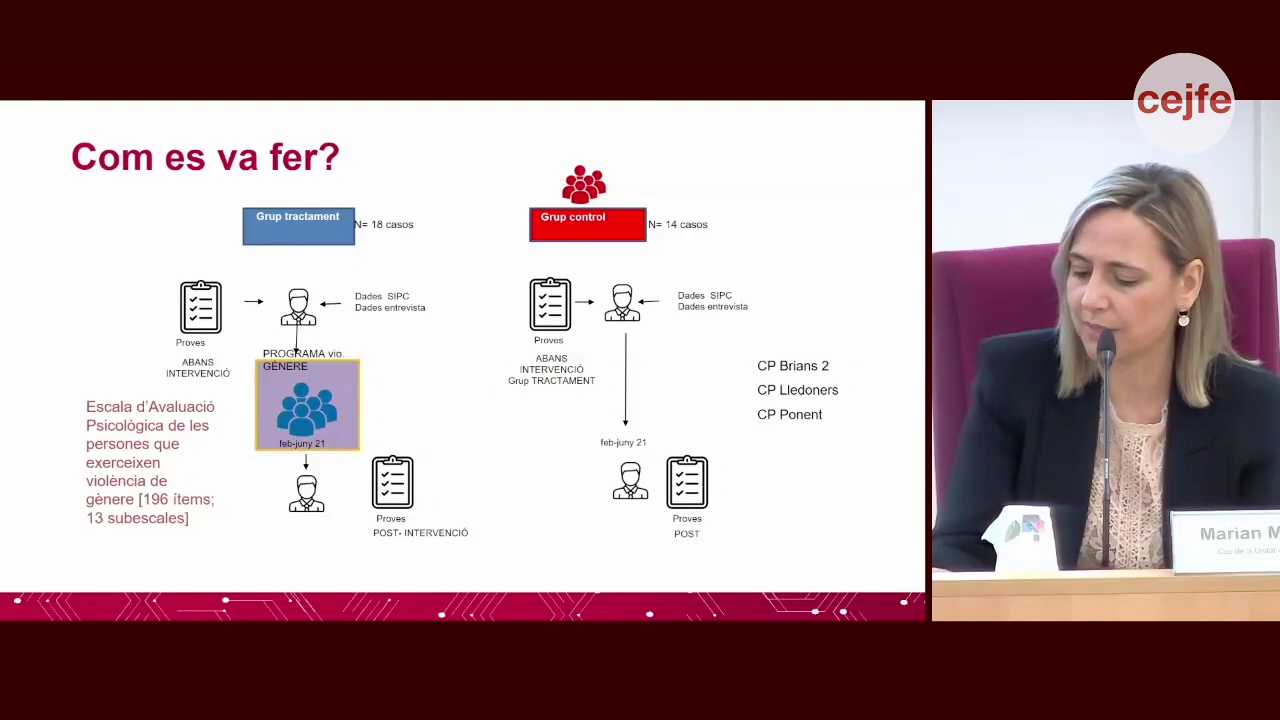 cejfe
Com es va fer?
Grup tractament
N= 18 casos
Grup control
N= 14 casos
Dades SIPC
Dades entrevista
Dades SIPC
Dades entrevista
Proves
ABANS
INTERVENCIÓ
PROGRAMA vio.
GÈNERE
feb-juny 21
Proves
ABANS
INTERVENCIÓ
Grup TRACTAMENT
CP Brians 2
CP Lledoners
CP Ponent
Escala d'Avaluació
Psicològica de les
persones que
exerceixen
violència de
gènere [196 ítems;
13 subescales]
feb-juny 21
Proves
POST- INTERVENCIÓ
Proves
POST
Marian M